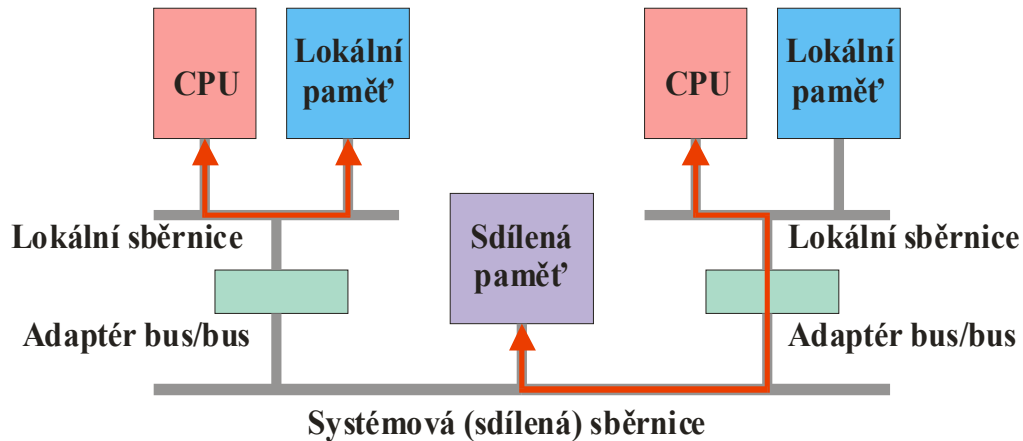 CPU
Lokální
paměť
CPU
Lokální
paměť
Lokální sběrnice
Sdílená
paměť
Lokální sběrnice
Adaptér bus/bus
Adaptér bus/bus
Systémová (sdílená) sběrnice